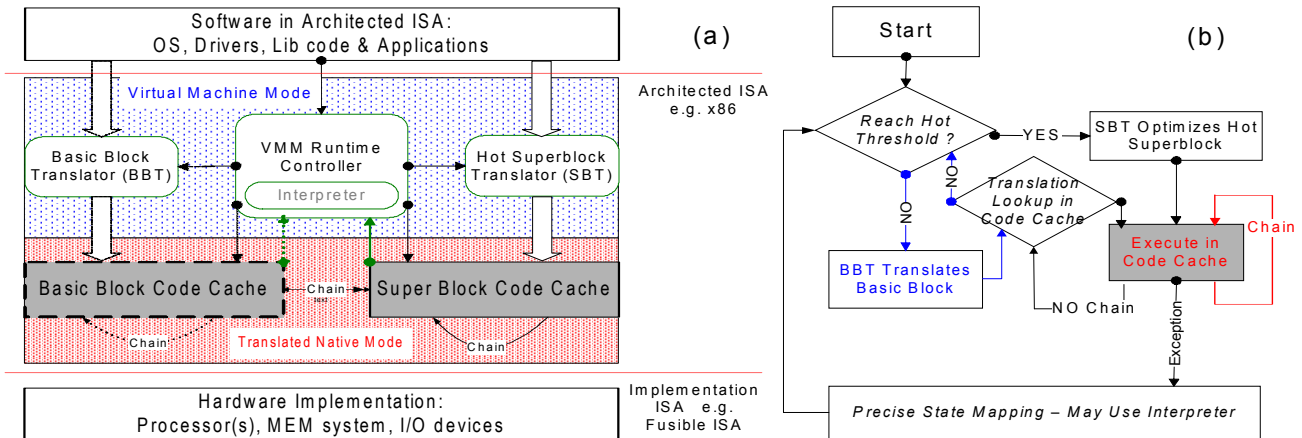 Software in Architected ISA:
OS, Drivers, Lib code & Applications
(a)
Virtual Machine Mode
Architected ISA
e.g. x86
Basic Block
Translator (BBT)
VMM Runtime
Controller
Interpreter
Hot Superblock
Translator (SBT)
Basic Block Code Cache
Chain
text
Super Block Code Cache
Chain
Translated Native Mode
Chain
Hardware Implementation:
Processor(s), MEM system, I/O devices
Implementation
ISA e.g.
Fusible ISA
Start
(b)
Reach Hot
Threshold ?
YES
SBT Optimizes Hot
Superblock
NO
NO
Translation
Lookup in
Code Cache
Chain
Execute in
Code Cache
BBT Translates
Basic Block
NO Chain
Exception
Precise State Mapping – May Use Interpreter